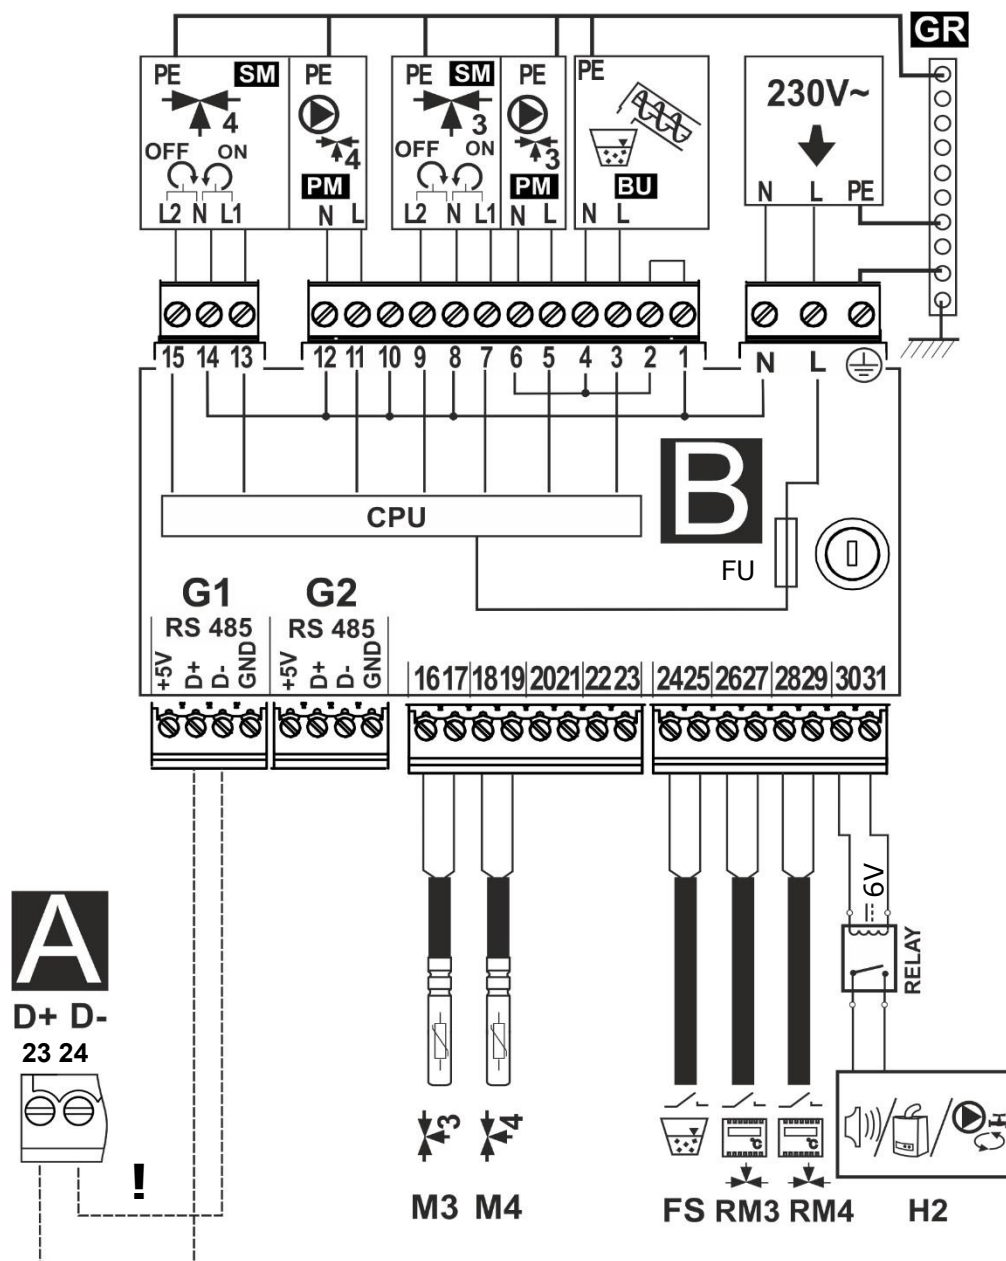 GR
PE SM PE PE SM PE PE 230V~
4 4 3 3
OFF ON OFF ON
PM PM BU
N L PE
L2 N L1 N L L2 N L1 N L N L
15 14 13 12 11 10 9 8 7 6 5 4 3 2 1 N L
B
CPU
FU
G1 G2
RS 485 RS 485
+5V D+ D- GND +5V D+ D- GND
16 17 18 19 20 21 22 23 24 25 26 27 28 29 30 31
6V
RELAY
A
D+ D-
23 24
!
3 4
°C °C
H
M3 M4 FS RM3 RM4 H2